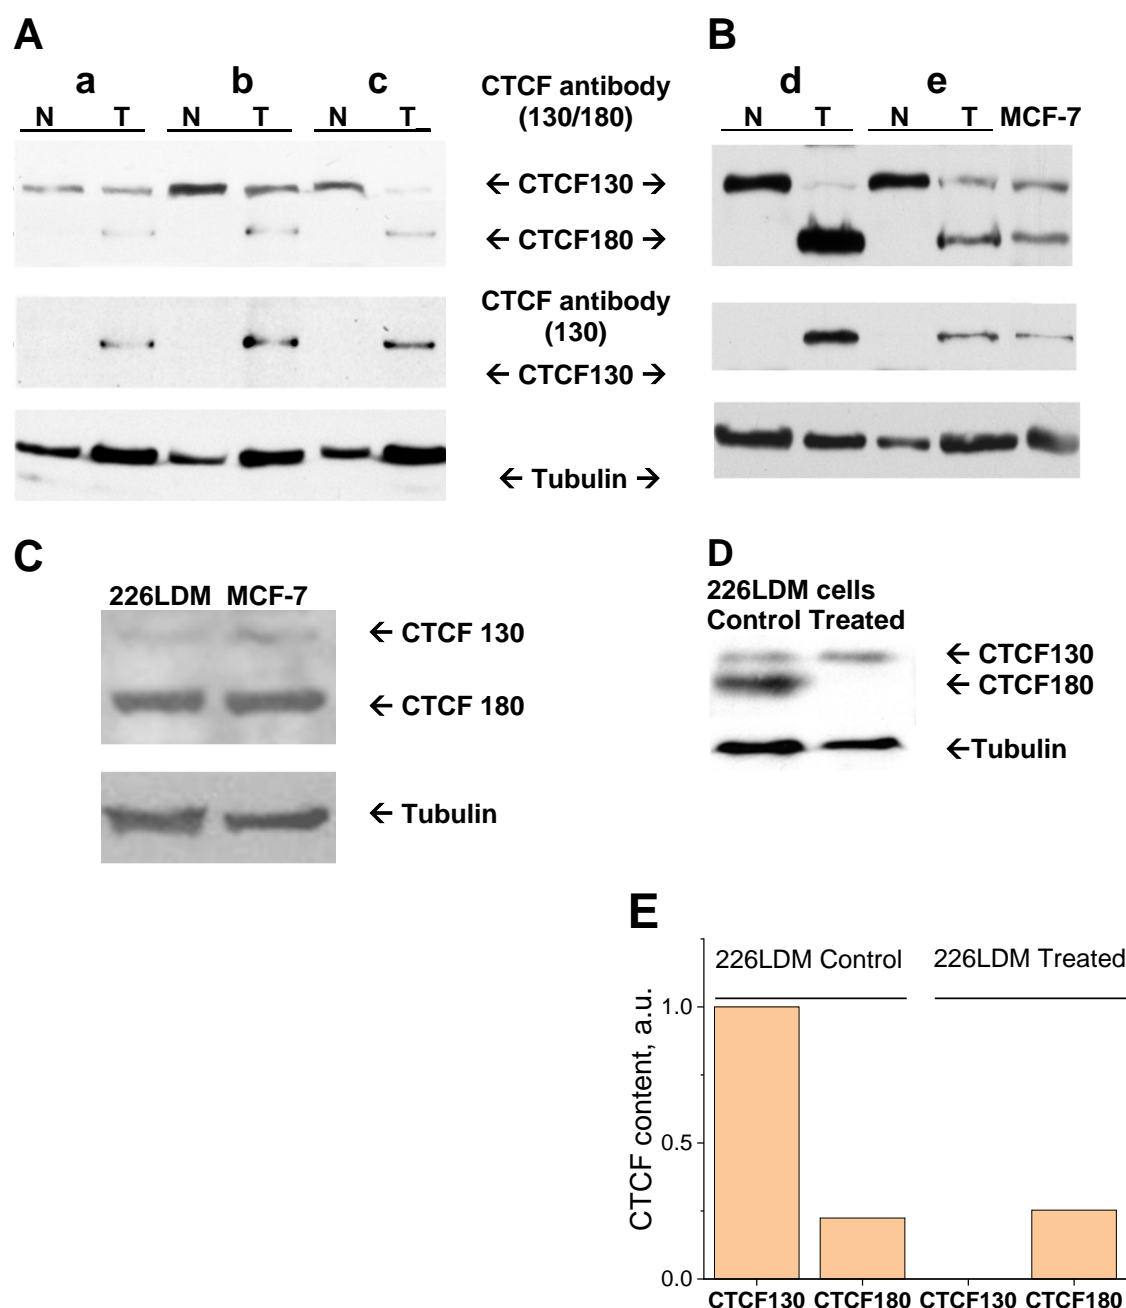 A
a b c
N T N T N T_
CTCF antibody
(130/180)
← CTCF130 →
← CTCF180 →
CTCF antibody
(130)
← CTCF130 →
← Tubulin →
B
d e
N T N T MCF-7
C
226LDM MCF-7
← CTCF 130
← CTCF 180
← Tubulin
D
226LDM cells
Control Treated
← CTCF130
← CTCF180
←Tubulin
E
226LDM Control 226LDM Treated
CTCF content, a.u.
1.0
0.5
0.0
CTCF130 CTCF180 CTCF130 CTCF180